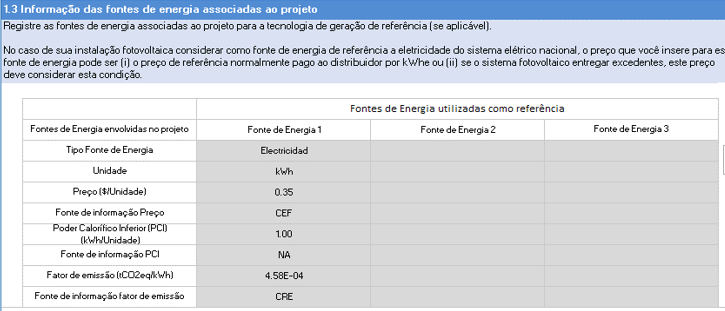 1.3 Informação das fontes de energia associadas ao projeto
Registre as fontes de energia associadas ao projeto para a tecnologia de geração de referência (se aplicável).
No caso de sua instalação fotovoltaica considerar como fonte de energia de referência a eletricidade do sistema elétrico nacional, o preço que você insere para es
fonte de energia pode ser (i) o preço de referência normalmente pago ao distribuidor por kWhe ou (ii) se o sistema fotovoltaico entregar excedentes, este preço
deve considerar esta condição.
Fontes de Energia utilizadas como referência
Fontes de Energia envolvidas no projeto Fonte de Energia 1 Fonte de Energia 2 Fonte de Energia 3
Tipo Fonte de Energia Electricidad
Unidade kWh
Preço ($/Unidade) 0.35
Fonte de informação Preço CEF
Poder Calorífico Inferior (PCI)
(kWh/Unidade) 1.00
Fonte de informação PCI NA
Fator de emissão (tCO2eq/kWh) 4.58E-04
Fonte de informação fator de emissão CRE